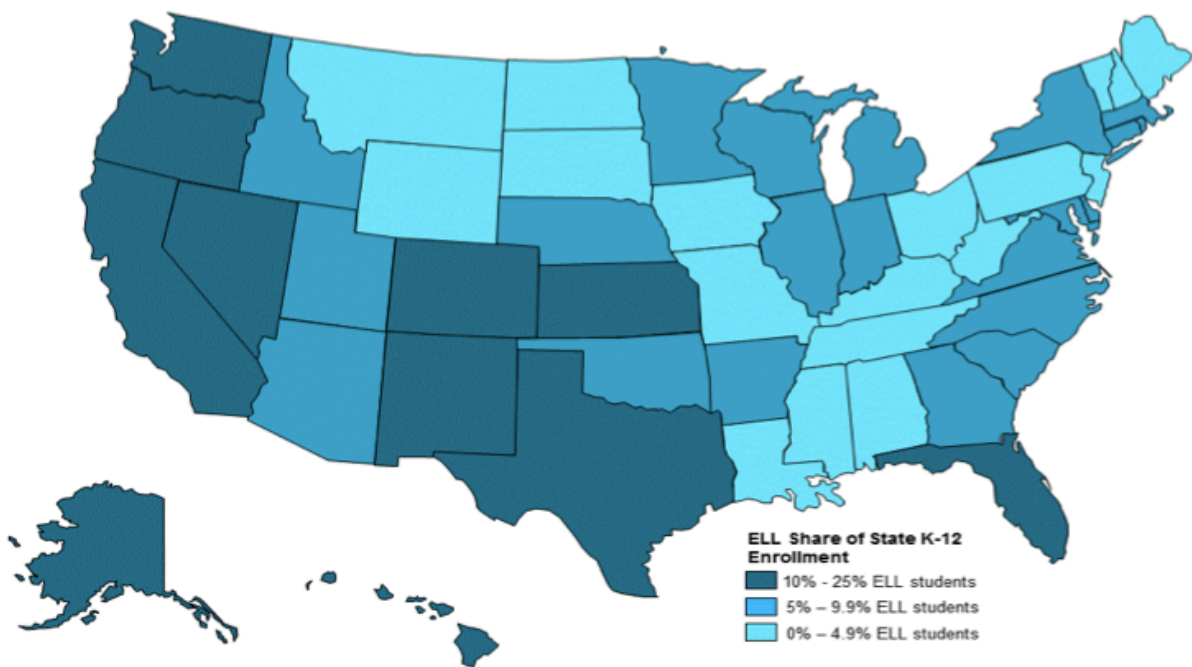 ELL Share of State K-12
Enrollment
10% - 25% ELL students
5% – 9.9% ELL students
0% – 4.9% ELL students